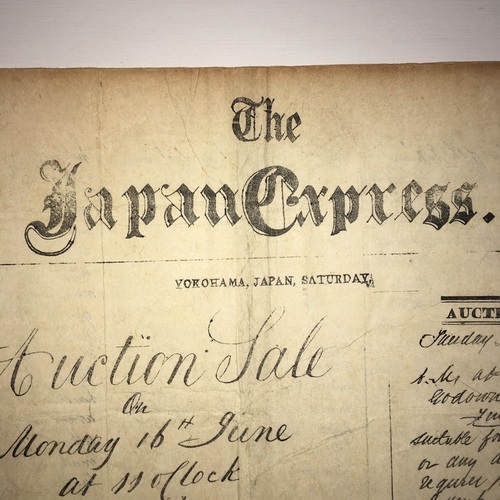 The
Japan Express.
YOKOHAMA, JAPAN, SATURDAY,
Auction Sale
On
Monday 16th June
at 11 o'Clock
AUCTI
Sunday
at
Godown
suitable fo
or any a